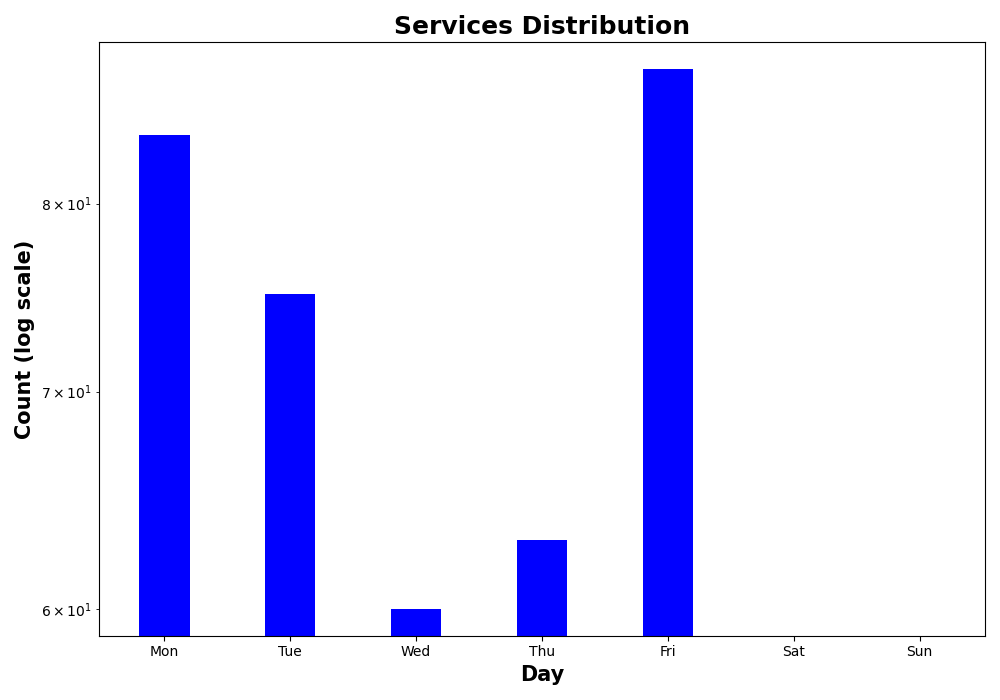 Services Distribution
Count (log scale)
8 × 10¹
7 × 10¹
6 × 10¹
Mon Tue Wed Thu Fri Sat Sun
Day